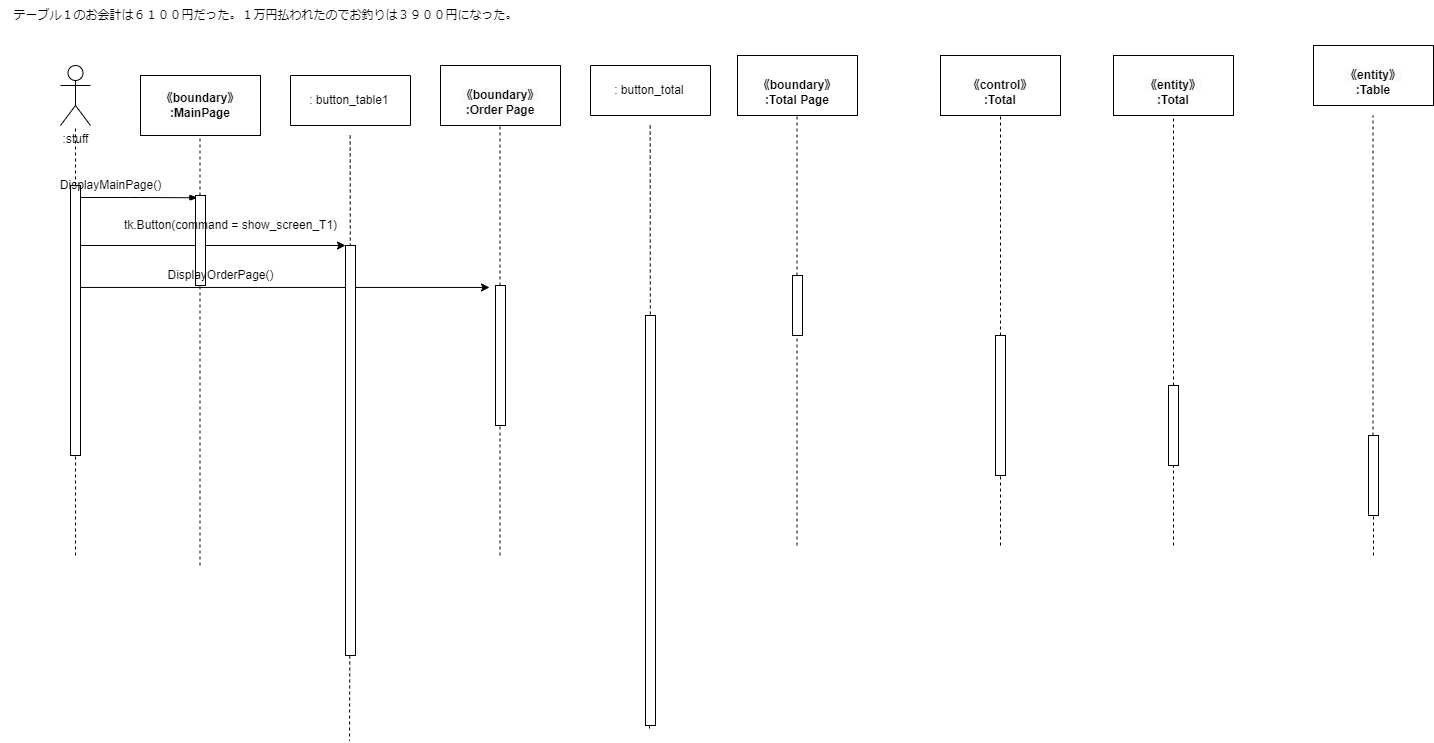 テーブル１のお会計は６１００円だった。１万円払われたのでお釣りは３９００円になった。
:stuff
《boundary》
:MainPage
: button_table1
《boundary》
:Order Page
: button_total
《boundary》
:Total Page
《control》
:Total
《entity》
:Total
《entity》
:Table
DisplayMainPage()
tk.Button(command = show_screen_T1)
DisplayOrderPage()